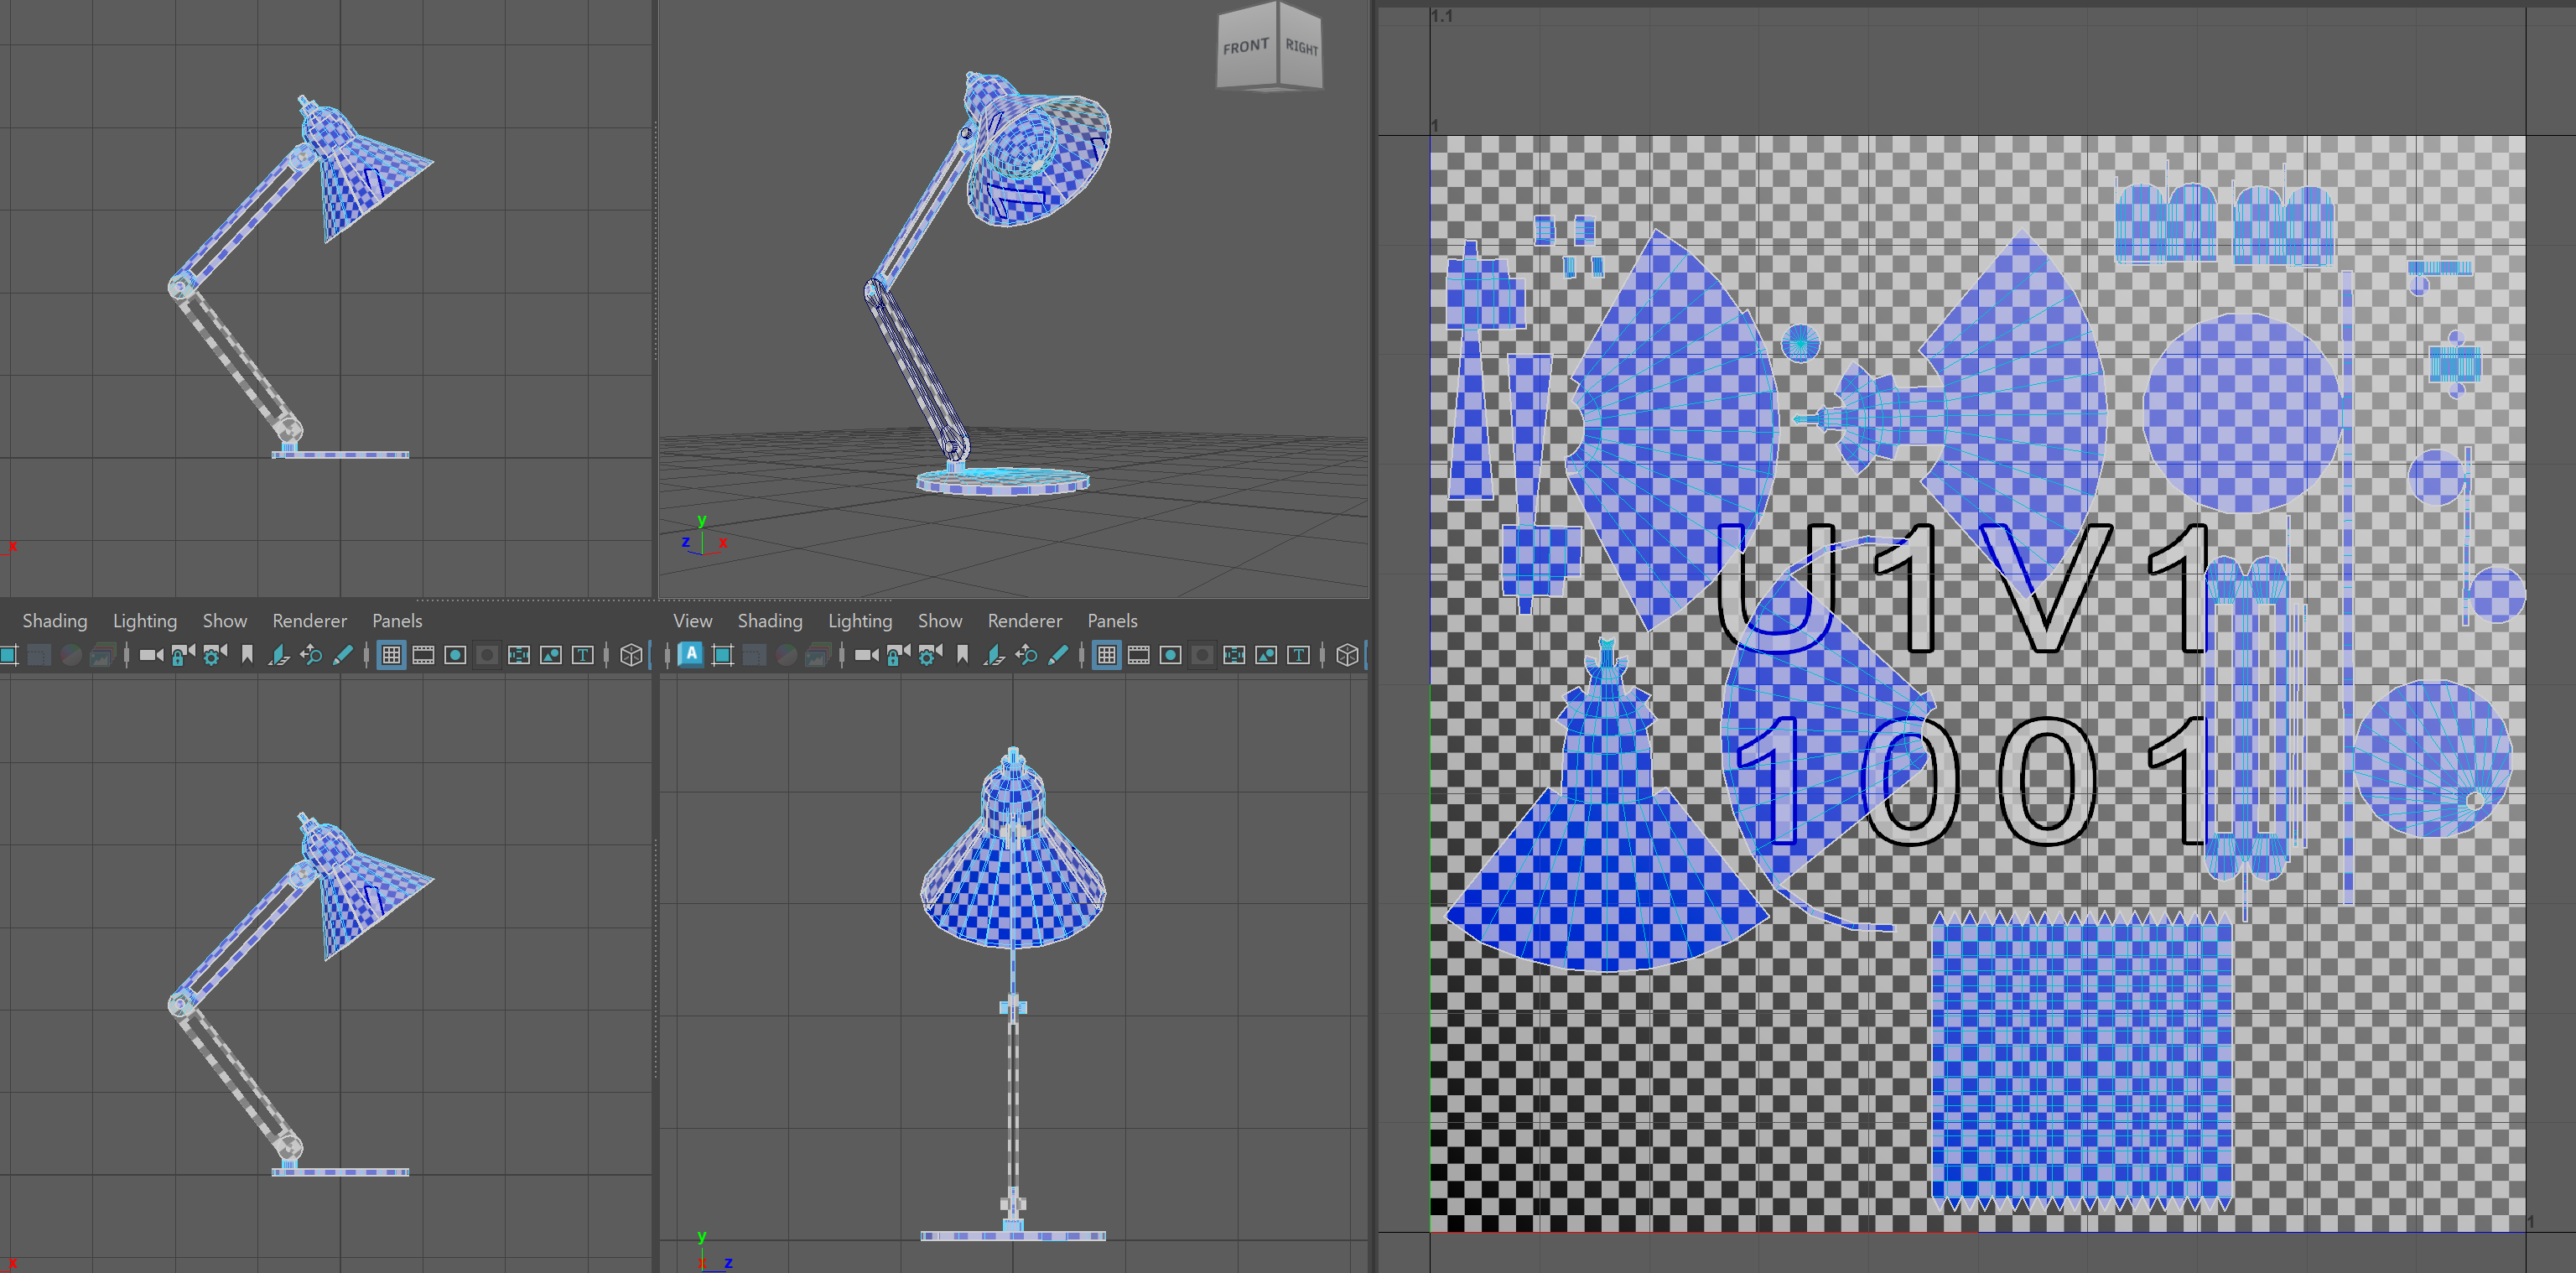 FRONT RIGHT
1.1
1
y
z x
x
U1V1
1001
Shading Lighting Show Renderer Panels
View Shading Lighting Show Renderer Panels
A
T
T
1
x
y
z